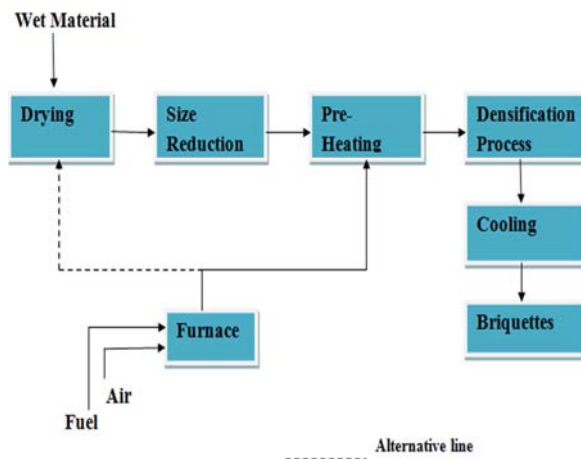 Wet Material
Drying
Size
Reduction
Pre-
Heating
Densification
Process
Cooling
Briquettes
Furnace
Air
Fuel
Alternative line